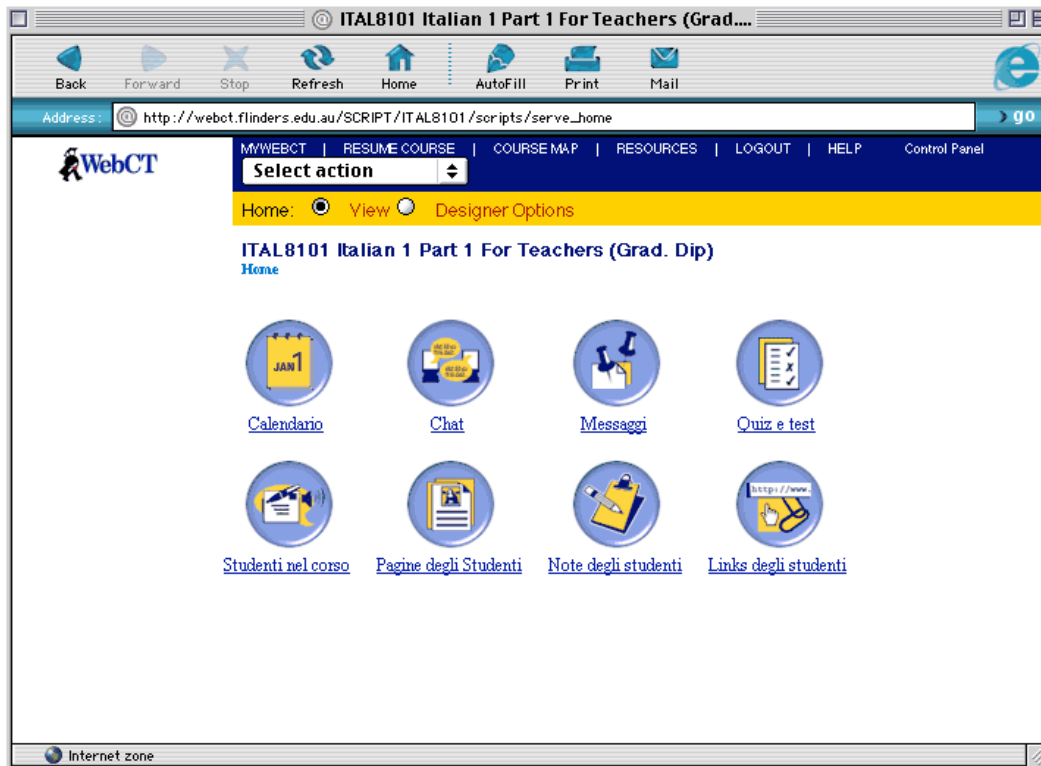 ITAL8101 Italian 1 Part 1 For Teachers (Grad....
Back Forward Stop Refresh Home AutoFill Print Mail
Address: http://webct.flinders.edu.au/SCRIPT/ITAL8101/scripts/serve_home go
WebCT
MYWEBCT | RESUME COURSE | COURSE MAP | RESOURCES | LOGOUT | HELP Control Panel
Select action
Home: View Designer Options
ITAL8101 Italian 1 Part 1 For Teachers (Grad. Dip)
Home
JAN 1
Calendario Chat Messaggi Quiz e test
http://www.
Studenti nel corso Pagine degli Studenti Note degli studenti Links degli studenti
Internet zone